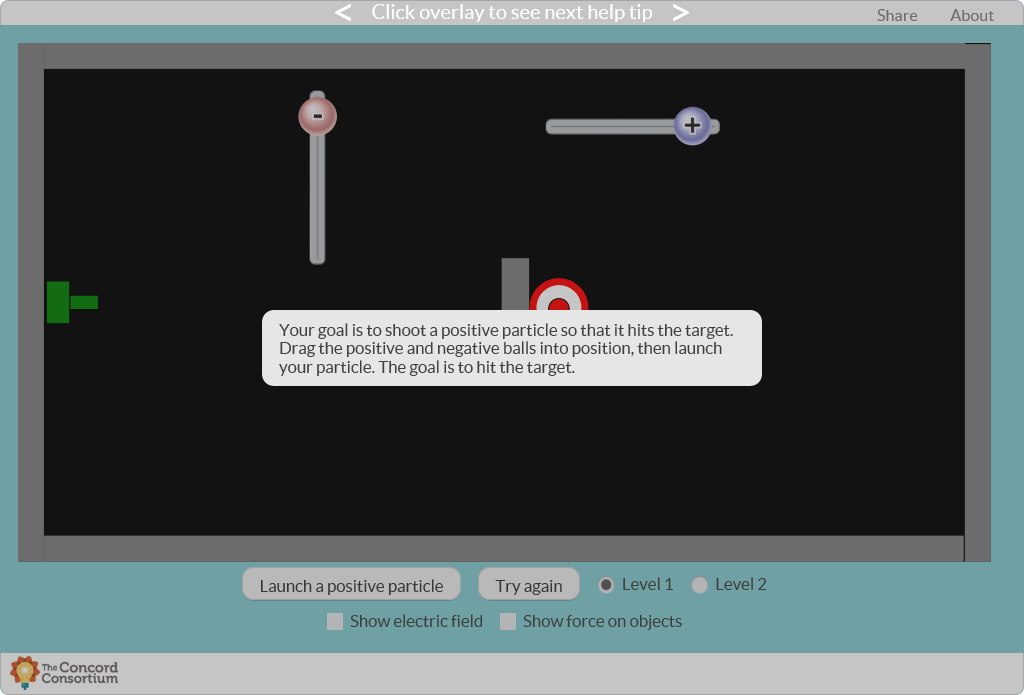 < Click overlay to see next help tip >
Share About
-
+
Your goal is to shoot a positive particle so that it hits the target.
Drag the positive and negative balls into position, then launch
your particle. The goal is to hit the target.
Launch a positive particle Try again Level 1 Level 2
Show electric field Show force on objects
The Concord
Consortium